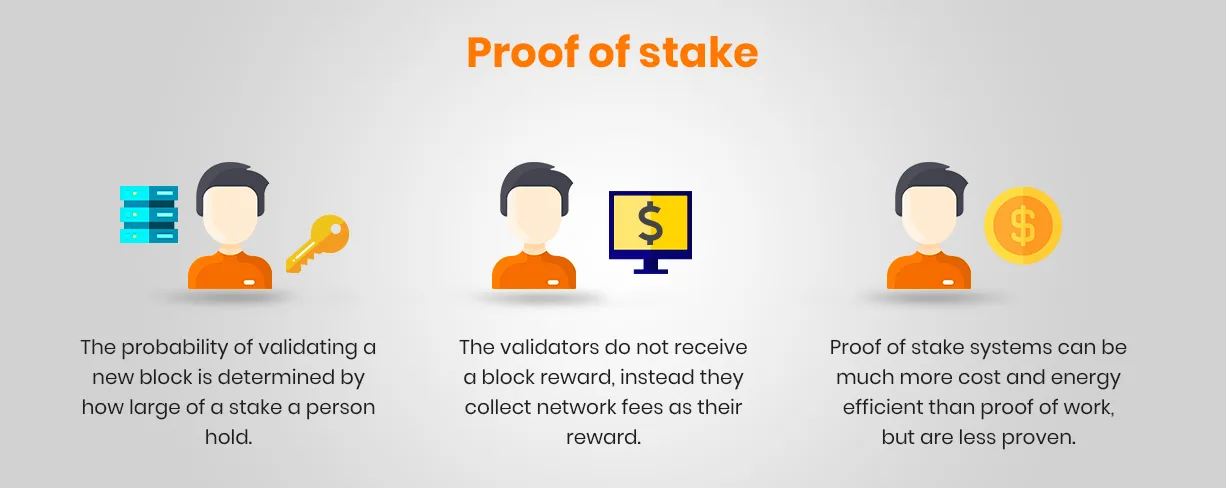 Proof of stake
The probability of validating a
new block is determined by
how large of a stake a person
hold.
The validators do not receive
a block reward, instead they
collect network fees as their
reward.
Proof of stake systems can be
much more cost and energy
efficient than proof of work,
but are less proven.